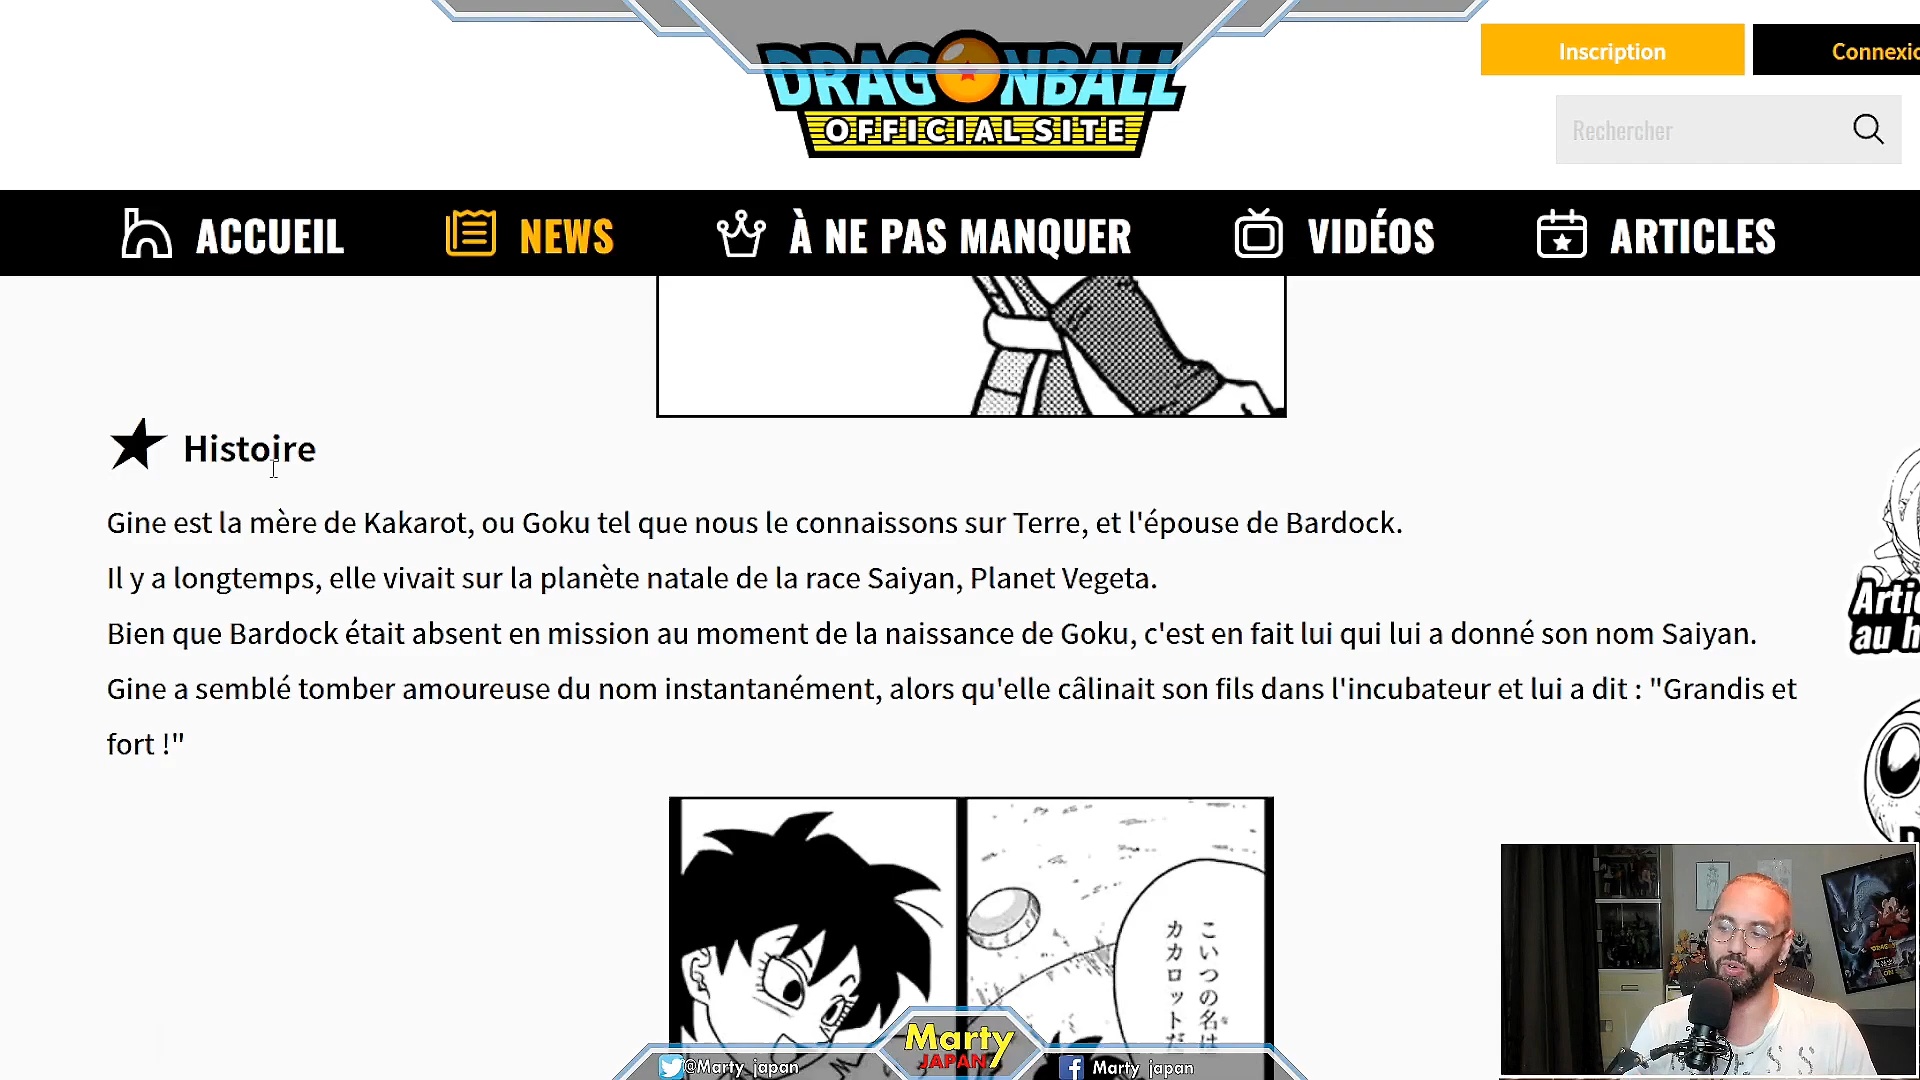 DRAGONBALL
OFFICIAL SITE
Inscription
Connexio
Rechercher
ACCUEIL
NEWS
À NE PAS MANQUER
VIDÉOS
ARTICLES
Histoire
Gine est la mère de Kakarot, ou Goku tel que nous le connaissons sur Terre, et l'épouse de Bardock.
Il y a longtemps, elle vivait sur la planète natale de la race Saiyan, Planet Vegeta.
Bien que Bardock était absent en mission au moment de la naissance de Goku, c'est en fait lui qui lui a donné son nom Saiyan.
Gine a semblé tomber amoureuse du nom instantanément, alors qu'elle câlinait son fils dans l'incubateur et lui a dit : "Grandis et
fort !"
Artic
au h
こいつの名は
カカロットだ
Marty
JAPAN
@Marty_japan
Marty japan